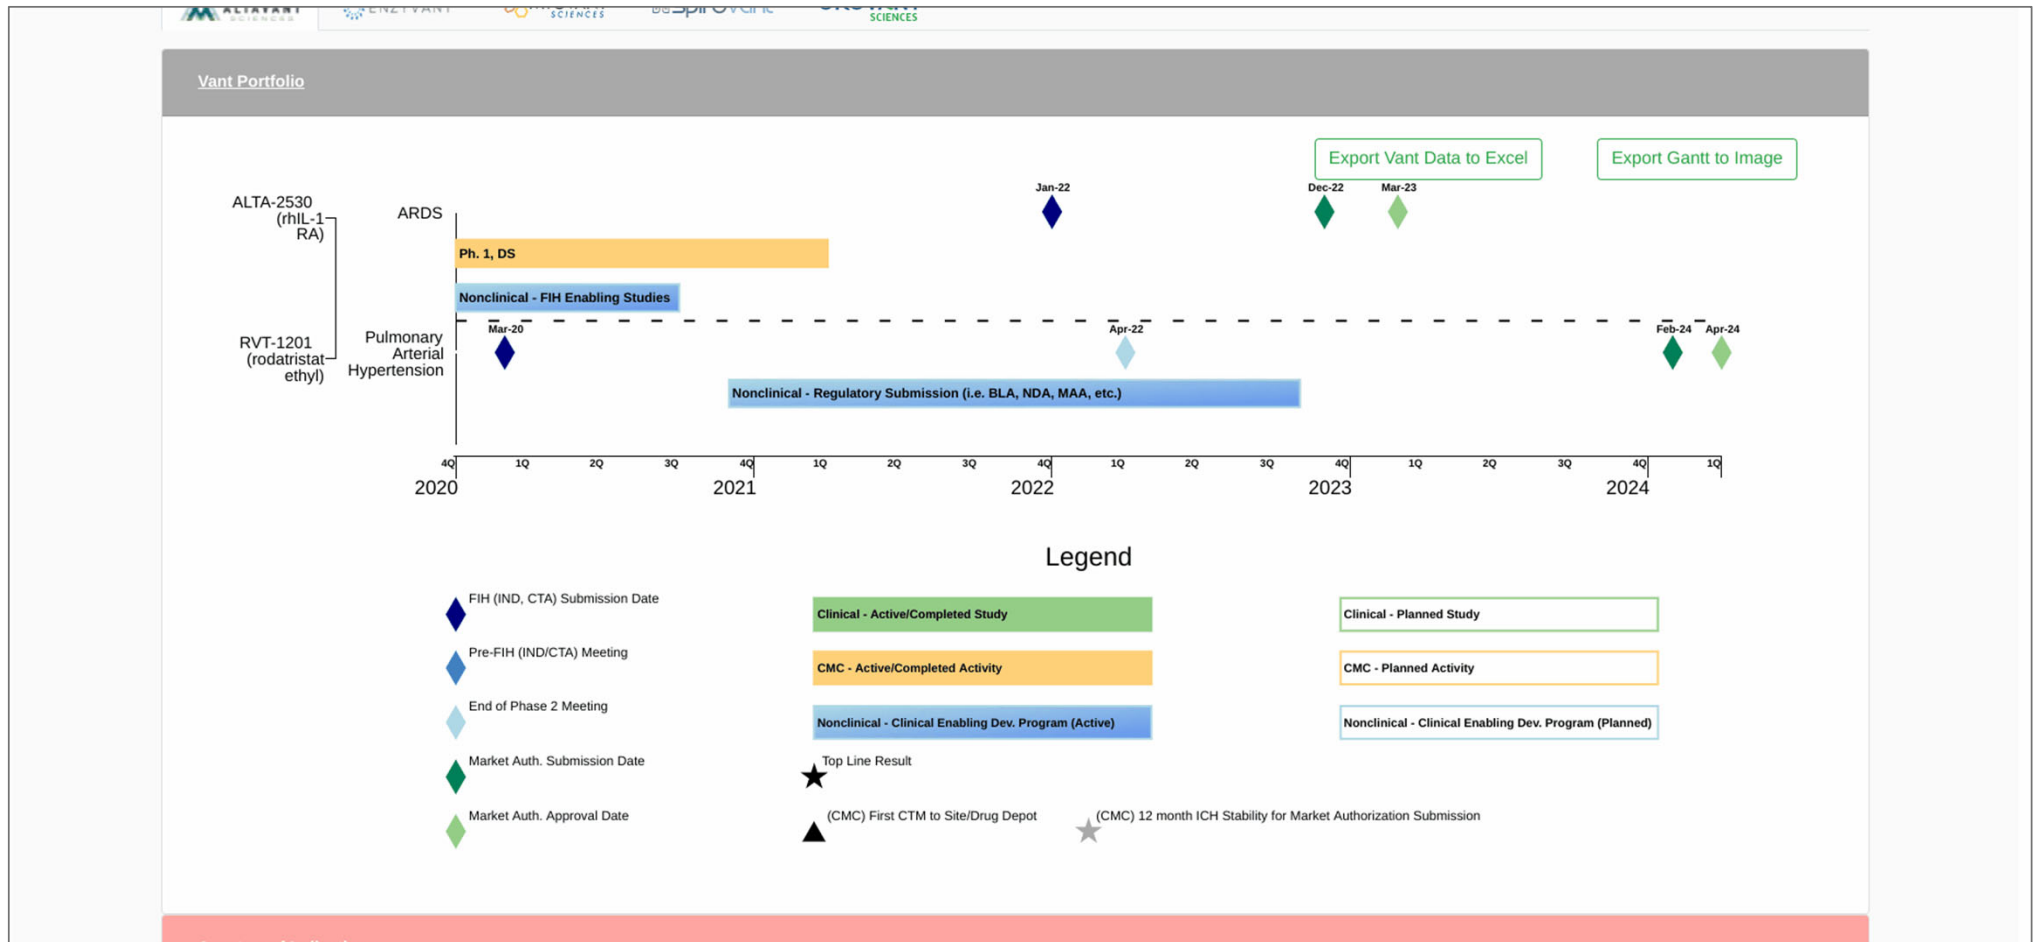 ALTAVANT
SCIENCES
ENZYVANT
SCIENCES
SCIENCES
Vant Portfolio
Export Vant Data to Excel
Export Gantt to Image
Jan-22
Dec-22
Mar-23
ALTA-2530
(rhIL-1
RA)
ARDS
Ph. 1, DS
Nonclinical - FIH Enabling Studies
Mar-20
Apr-22
Feb-24
Apr-24
RVT-1201
(rodatristat
ethyl)
Pulmonary
Arterial
Hypertension
Nonclinical - Regulatory Submission (i.e. BLA, NDA, MAA, etc.)
4Q 1Q 2Q 3Q 4Q 1Q 2Q 3Q 4Q 1Q 2Q 3Q 4Q 1Q 2Q 3Q 4Q 1Q
2020 2021 2022 2023 2024
Legend
FIH (IND, CTA) Submission Date
Clinical - Active/Completed Study
Clinical - Planned Study
Pre-FIH (IND/CTA) Meeting
CMC - Active/Completed Activity
CMC - Planned Activity
End of Phase 2 Meeting
Nonclinical - Clinical Enabling Dev. Program (Active)
Nonclinical - Clinical Enabling Dev. Program (Planned)
Market Auth. Submission Date
Top Line Result
Market Auth. Approval Date
(CMC) First CTM to Site/Drug Depot
(CMC) 12 month ICH Stability for Market Authorization Submission